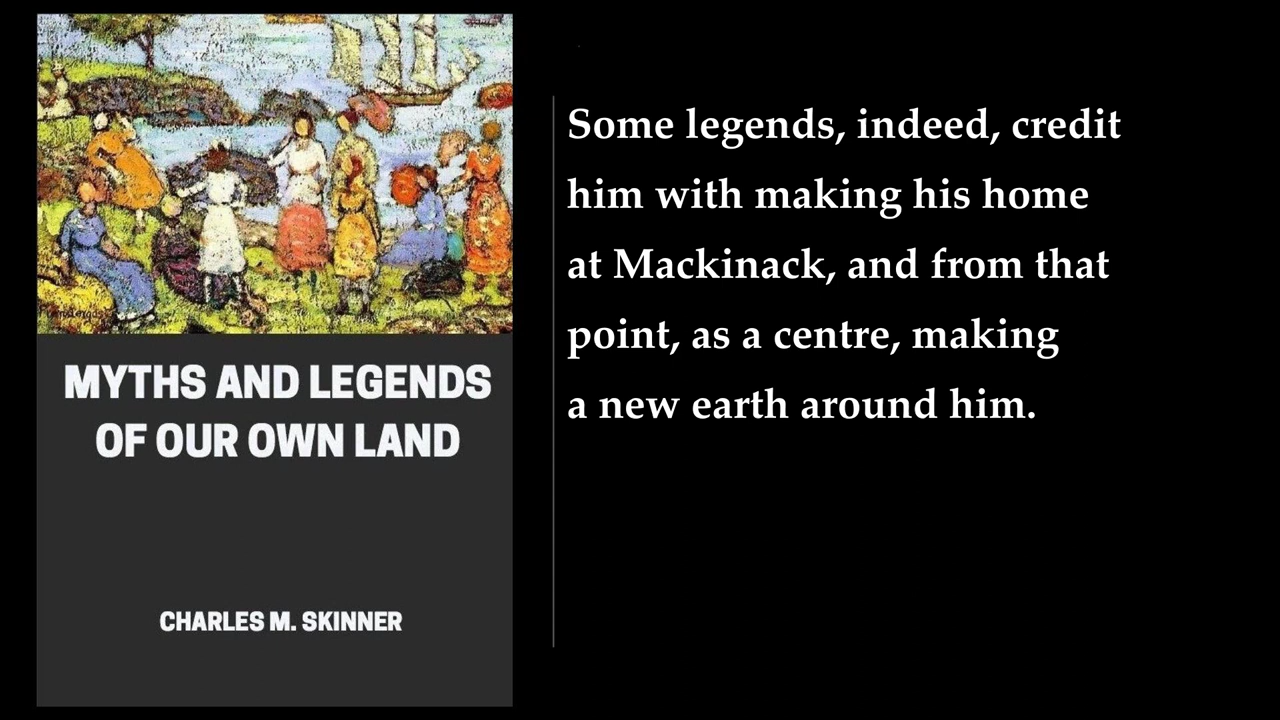 MYTHS AND LEGENDS
OF OUR OWN LAND
CHARLES M. SKINNER
Some legends, indeed, credit
him with making his home
at Mackinack, and from that
point, as a centre, making
a new earth around him.